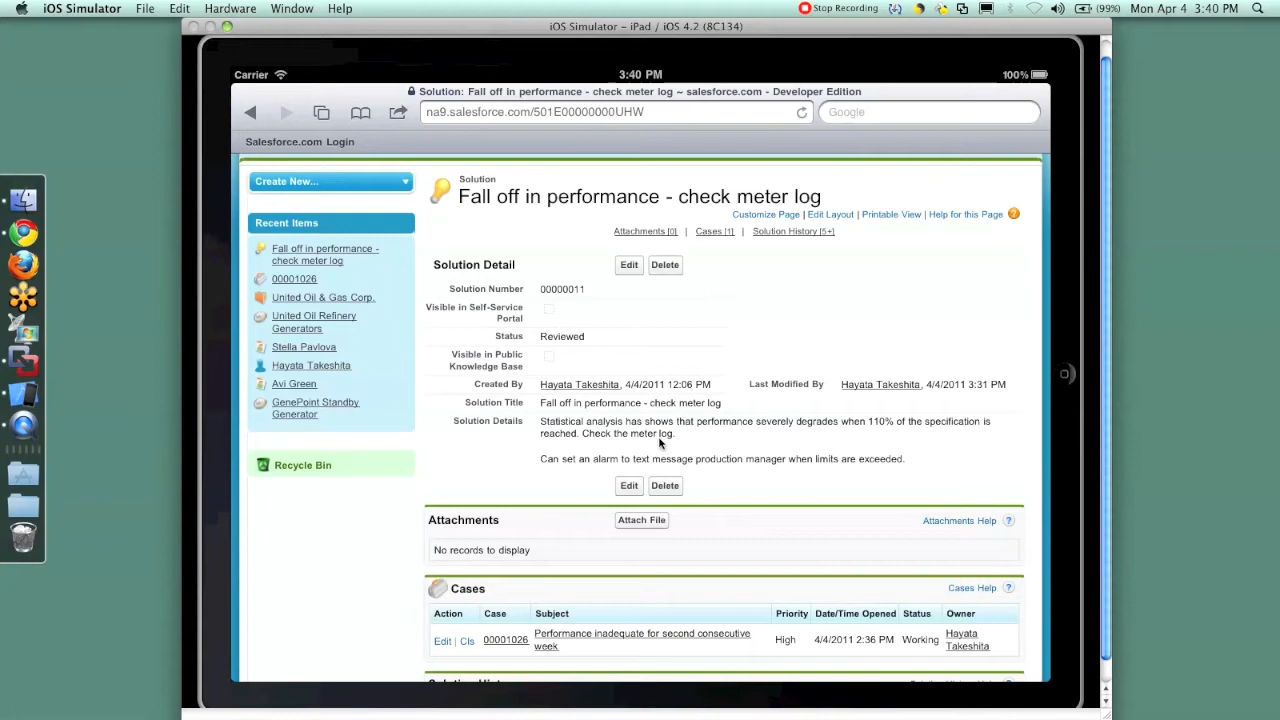 iOS Simulator File Edit Hardware Window Help Stop Recording (99%) Mon Apr 4 3:40 PM
iOS Simulator - iPad / iOS 4.2 (8C134)
Carrier 3:40 PM 100%
Solution: Fall off in performance - check meter log ~ salesforce.com - Developer Edition
na9.salesforce.com/501E00000000UHW Google
Salesforce.com Login
Create New...
Recent Items
Fall off in performance -
check meter log
00001026
United Oil & Gas Corp.
United Oil Refinery
Generators
Stella Pavlova
Hayata Takeshita
Avi Green
GenePoint Standby
Generator
Recycle Bin
Solution
Fall off in performance - check meter log
Customize Page | Edit Layout | Printable View | Help for this Page ?
Attachments [0] | Cases [1] | Solution History [5+]
Solution Detail Edit Delete
Solution Number 00000011
Visible in Self-Service
Portal
Status Reviewed
Visible in Public
Knowledge Base
Created By Hayata Takeshita, 4/4/2011 12:06 PM Last Modified By Hayata Takeshita, 4/4/2011 3:31 PM
Solution Title Fall off in performance - check meter log
Solution Details Statistical analysis has shows that performance severely degrades when 110% of the specification is
reached. Check the meter log.
Can set an alarm to text message production manager when limits are exceeded.
Edit Delete
Attachments Attach File Attachments Help ?
No records to display
Cases Cases Help ?
Action Case Subject Priority Date/Time Opened Status Owner
Edit | Cls 00001026 Performance inadequate for second consecutive
week High 4/4/2011 2:36 PM Working Hayata
Takeshita